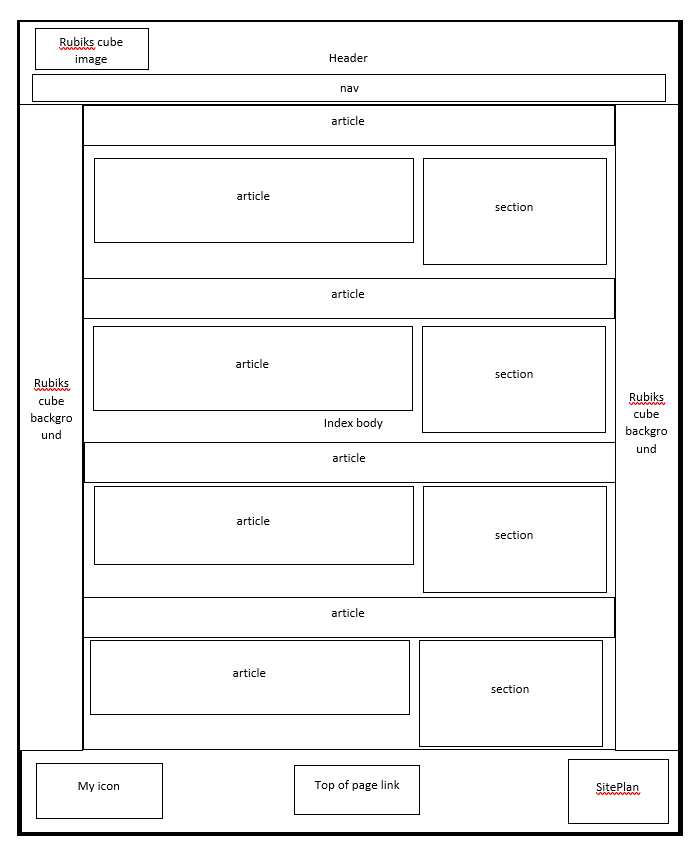 Rubiks cube
image
Header
nav
article
article
section
article
article
section
Rubiks
cube
backgro
und
Rubiks
cube
backgro
und
Index body
article
article
section
article
article
section
My icon
Top of page link
SitePlan